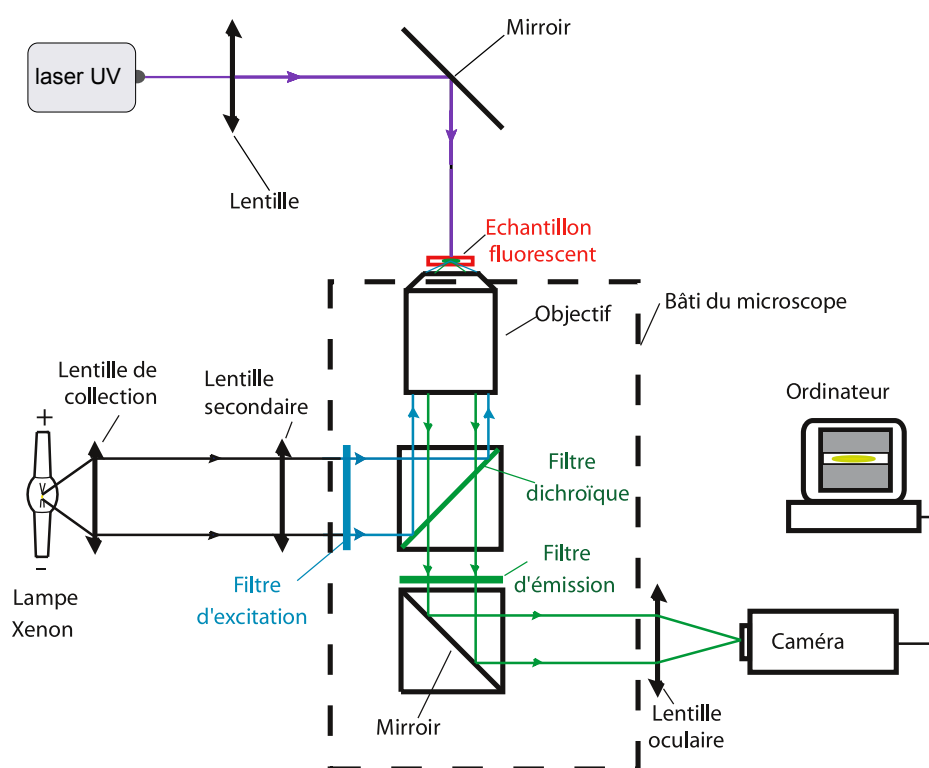 laser UV
Mirroir
Lentille
Echantillon
fluorescent
Objectif
Bâti du microscope
Lentille de
collection
Lentille
secondaire
Ordinateur
+
-
Filtre
dichroïque
Filtre
d'excitation
Filtre
d'émission
Lampe
Xenon
Caméra
Mirroir
Lentille
oculaire